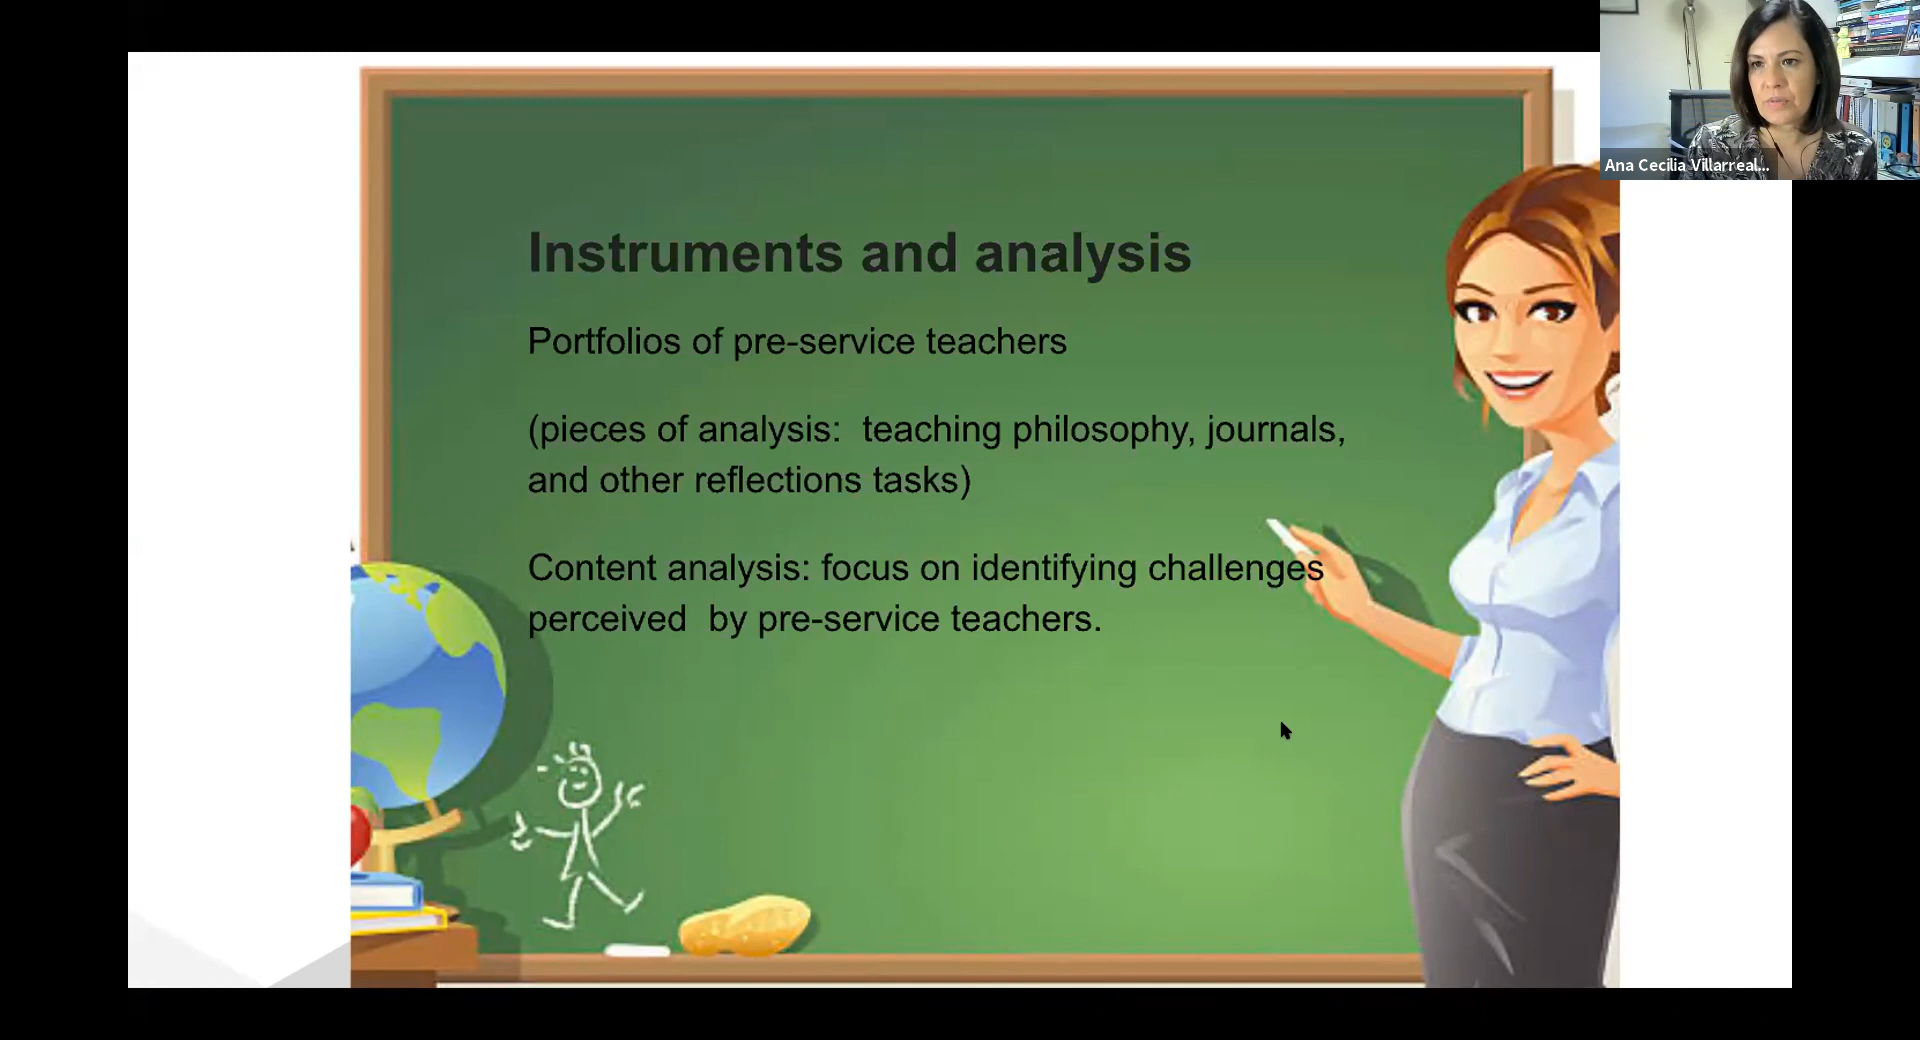 Ana Cecilia Villarreal...
Instruments and analysis
Portfolios of pre-service teachers
(pieces of analysis:  teaching philosophy, journals,
and other reflections tasks)
Content analysis: focus on identifying challenges
perceived  by pre-service teachers.